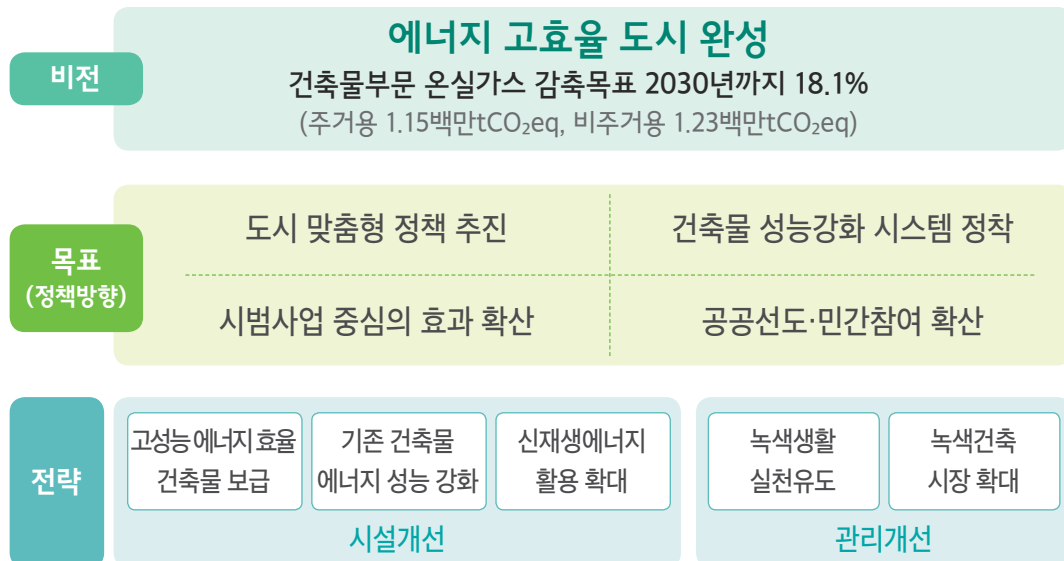 비전
에너지 고효율 도시 완성
건축물부문 온실가스 감축목표 2030년까지 18.1%
(주거용 1.15백만tCO₂eq, 비주거용 1.23백만tCO₂eq)
목표
(정책방향)
도시 맞춤형 정책 추진
건축물 성능강화 시스템 정착
시범사업 중심의 효과 확산
공공선도·민간참여 확산
전략
고성능 에너지 효율
건축물 보급
기존 건축물
에너지 성능 강화
신재생에너지
활용 확대
시설개선
녹색생활
실천유도
녹색건축
시장 확대
관리개선